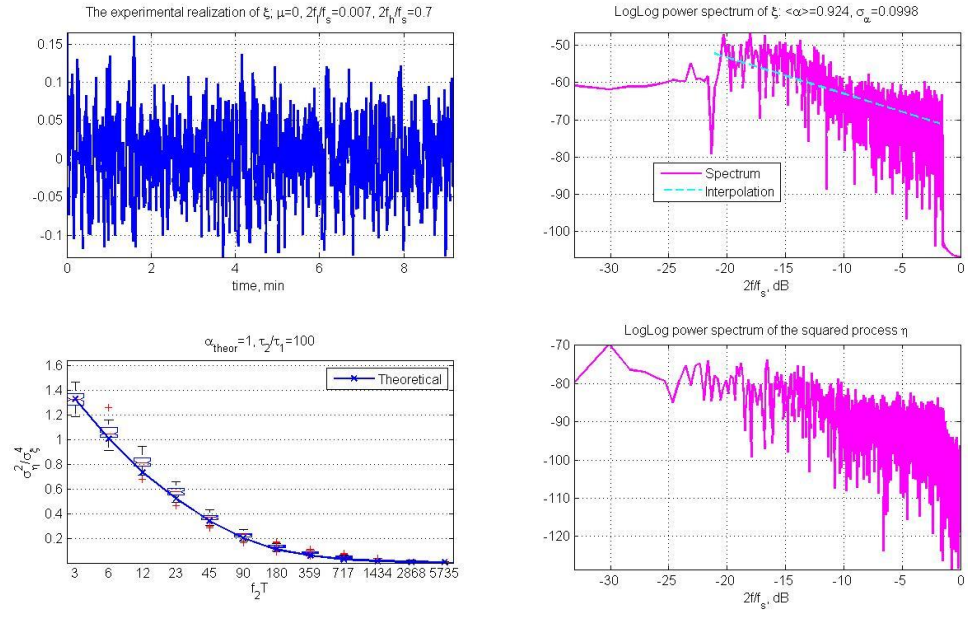 The experimental realization of ξ; μ=0, 2f_l/f_s=0.007, 2f_h/f_s=0.7
0.15
0.1
0.05
0
-0.05
-0.1
0 2 4 6 8
time, min
LogLog power spectrum of ξ: <α>=0.924, σ_α=0.0998
-50
-60
-70
-80
-90
-100
Spectrum
Interpolation
-30 -25 -20 -15 -10 -5 0
2f/f_s, dB
α_theor=1, τ_2/τ_1=100
σ_η^2/σ_ξ^4
1.6
1.4
1.2
1
0.8
0.6
0.4
0.2
Theoretical
3 6 12 23 45 90 180 359 717 1434 2868 5735
f_2T
LogLog power spectrum of the squared process η
-70
-80
-90
-100
-110
-120
-30 -25 -20 -15 -10 -5 0
2f/f_s, dB